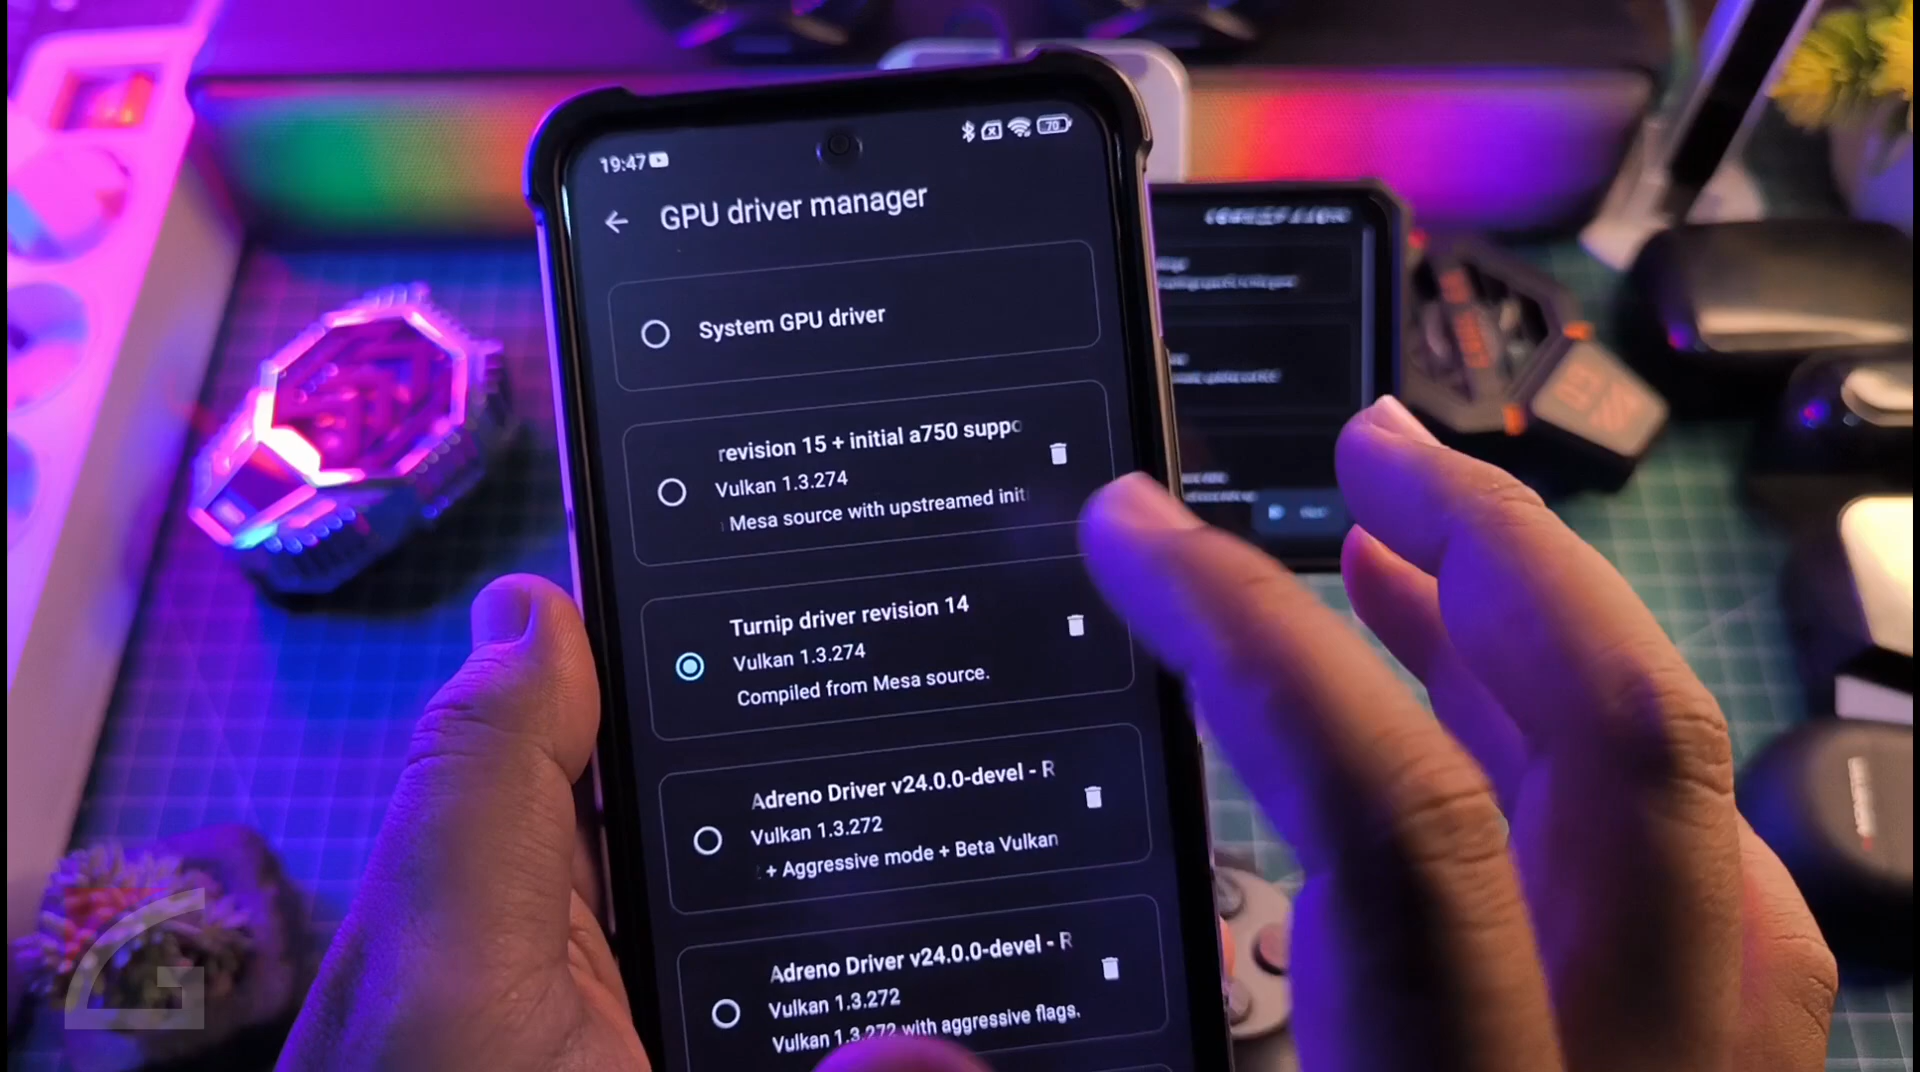 19:47
70
GPU driver manager
System GPU driver
revision 15 + initial a750 suppo
Vulkan 1.3.274
Mesa source with upstreamed init
Turnip driver revision 14
Vulkan 1.3.274
Compiled from Mesa source.
Adreno Driver v24.0.0-devel - R
Vulkan 1.3.272
+ Aggressive mode + Beta Vulkan
Adreno Driver v24.0.0-devel - R
Vulkan 1.3.272
Vulkan 1.3.272 with aggressive flags.
G